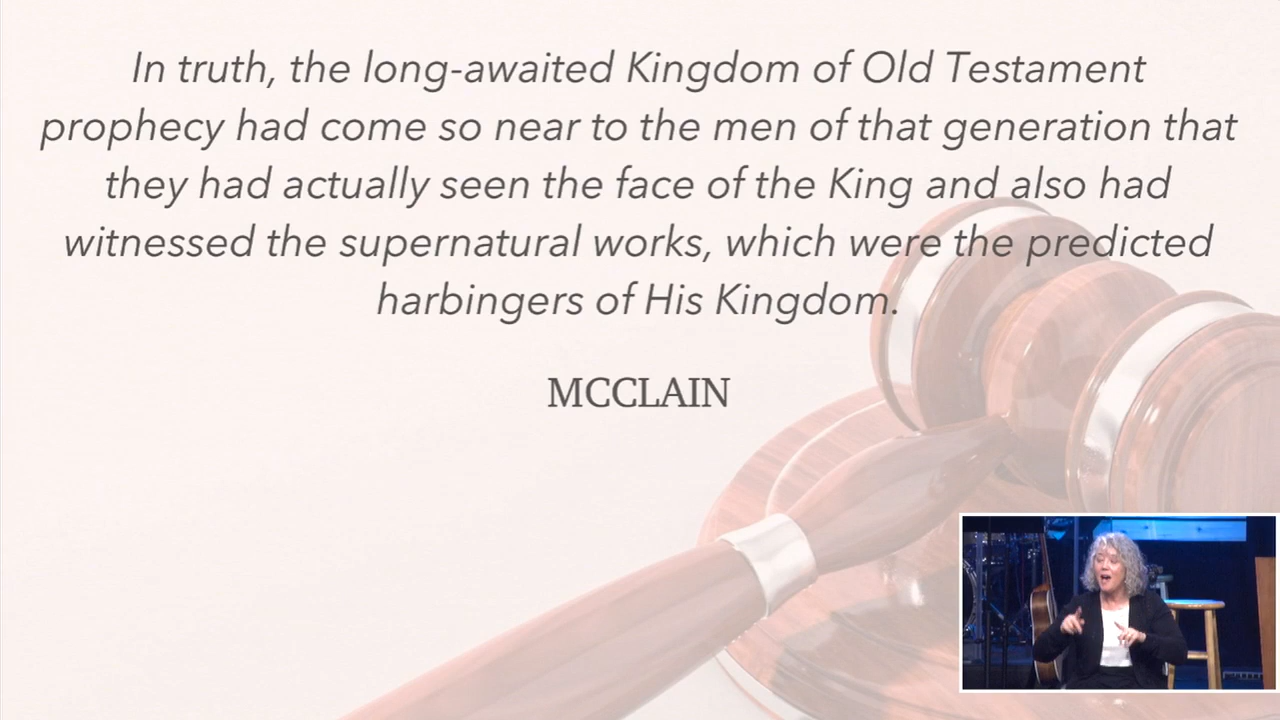 In truth, the long-awaited Kingdom of Old Testament
prophecy had come so near to the men of that generation that
they had actually seen the face of the King and also had
witnessed the supernatural works, which were the predicted
harbingers of His Kingdom.
MCCLAIN